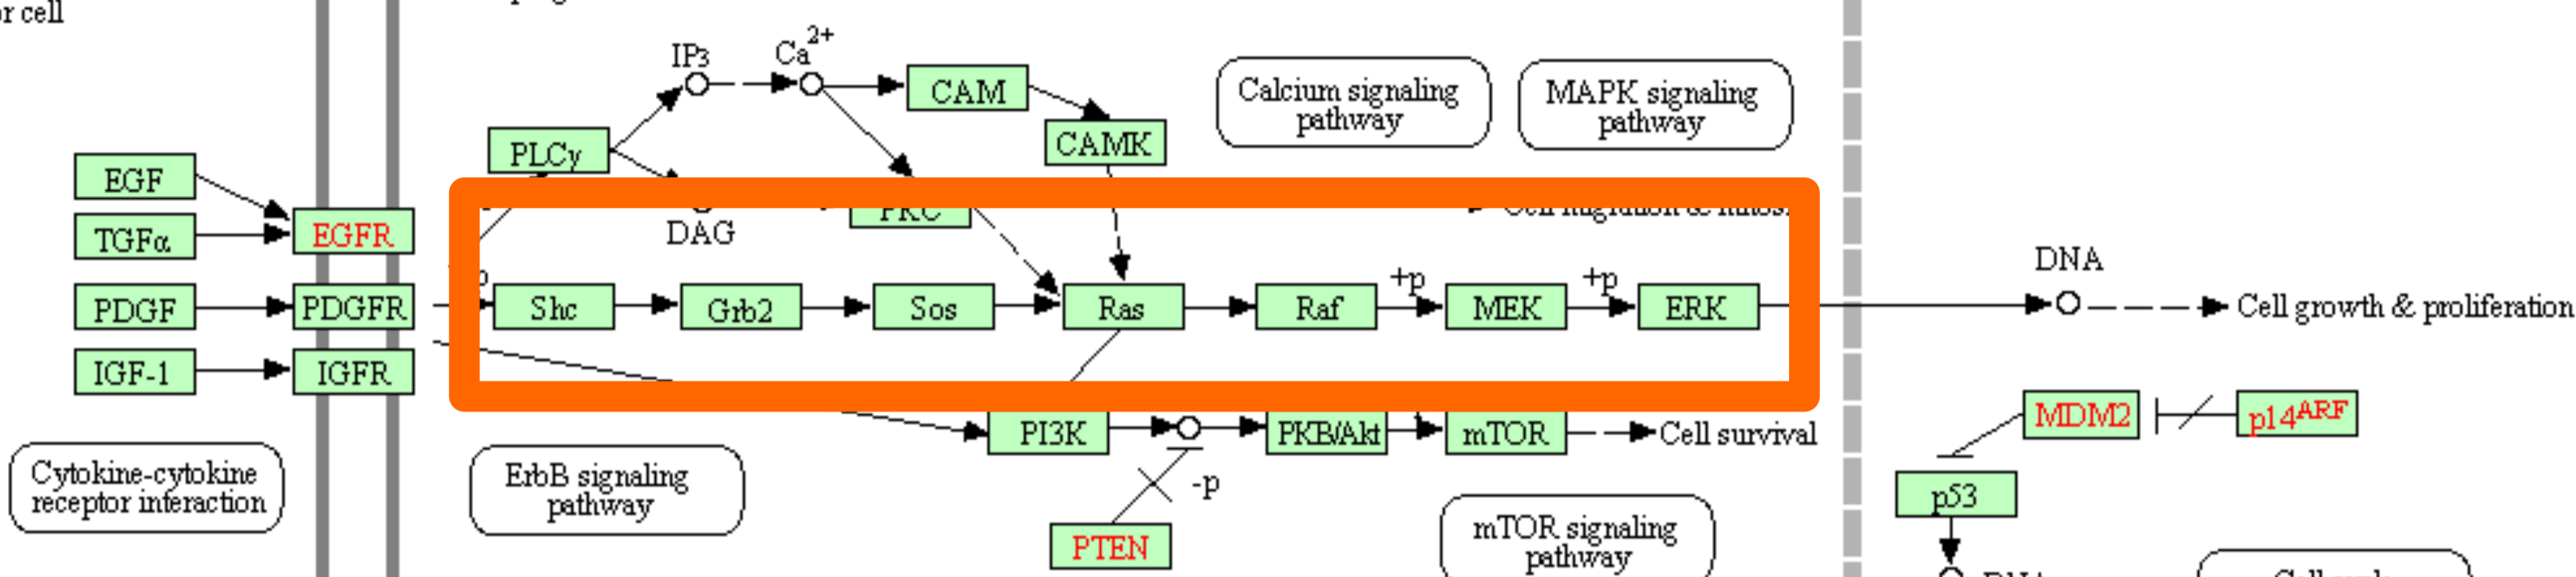 or cell
IP3
Ca2+
CAM
Calcium signaling
pathway
MAPK signaling
pathway
PLCγ
CAMK
EGF
TGFα
EGFR
DAG
PKC
DNA
+p
+p
PDGF
PDGFR
Shc
Grb2
Sos
Ras
Raf
MEK
ERK
Cell growth & proliferation
IGF-1
IGFR
MDM2
p14ARF
PI3K
PKB/Akt
mTOR
Cell survival
Cytokine-cytokine
receptor interaction
ErbB signaling
pathway
-p
p53
PTEN
mTOR signaling
pathway